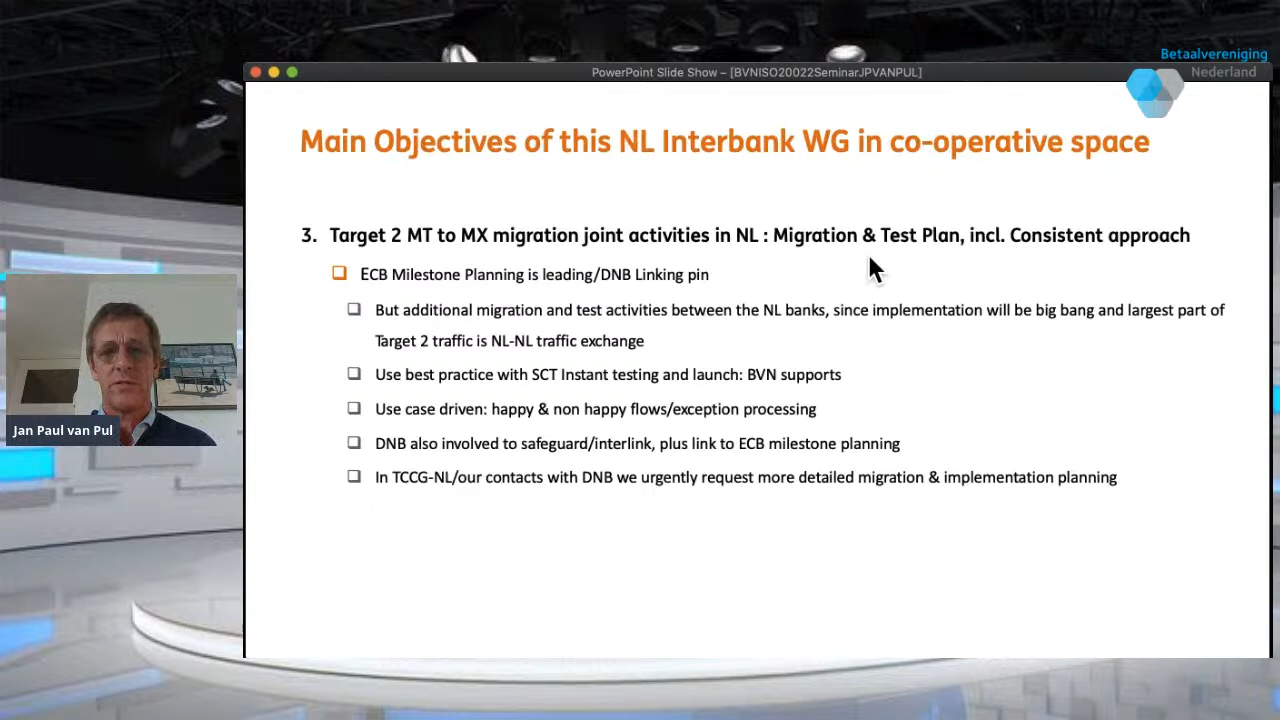 Betaalvereniging
Nederland
PowerPoint Slide Show – [BVNISO20022SeminarJPVANPUL]
Main Objectives of this NL Interbank WG in co-operative space
3. Target 2 MT to MX migration joint activities in NL : Migration & Test Plan, incl. Consistent approach
ECB Milestone Planning is leading/DNB Linking pin
But additional migration and test activities between the NL banks, since implementation will be big bang and largest part of
Target 2 traffic is NL-NL traffic exchange
Use best practice with SCT Instant testing and launch: BVN supports
Use case driven: happy & non happy flows/exception processing
DNB also involved to safeguard/interlink, plus link to ECB milestone planning
In TCCG-NL/our contacts with DNB we urgently request more detailed migration & implementation planning
Jan Paul van Pul